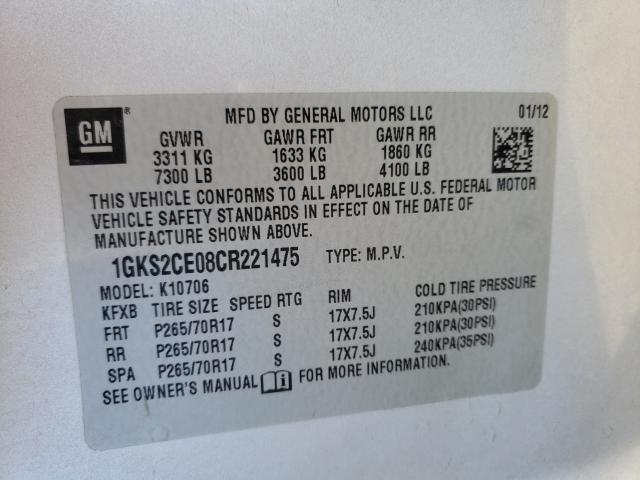 GM ®
MFD BY GENERAL MOTORS LLC 01/12
GVWR GAWR FRT GAWR RR
3311 KG 1633 KG 1860 KG
7300 LB 3600 LB 4100 LB
THIS VEHICLE CONFORMS TO ALL APPLICABLE U.S. FEDERAL MOTOR
VEHICLE SAFETY STANDARDS IN EFFECT ON THE DATE OF
MANUFACTURE SHOWN ABOVE.
1GKS2CE08CR221475 TYPE: M.P.V.
MODEL: K10706
KFXB TIRE SIZE SPEED RTG RIM COLD TIRE PRESSURE
FRT P265/70R17 S 17X7.5J 210KPA(30PSI)
RR P265/70R17 S 17X7.5J 210KPA(30PSI)
SPA P265/70R17 S 17X7.5J 240KPA(35PSI)
SEE OWNER'S MANUAL i FOR MORE INFORMATION.